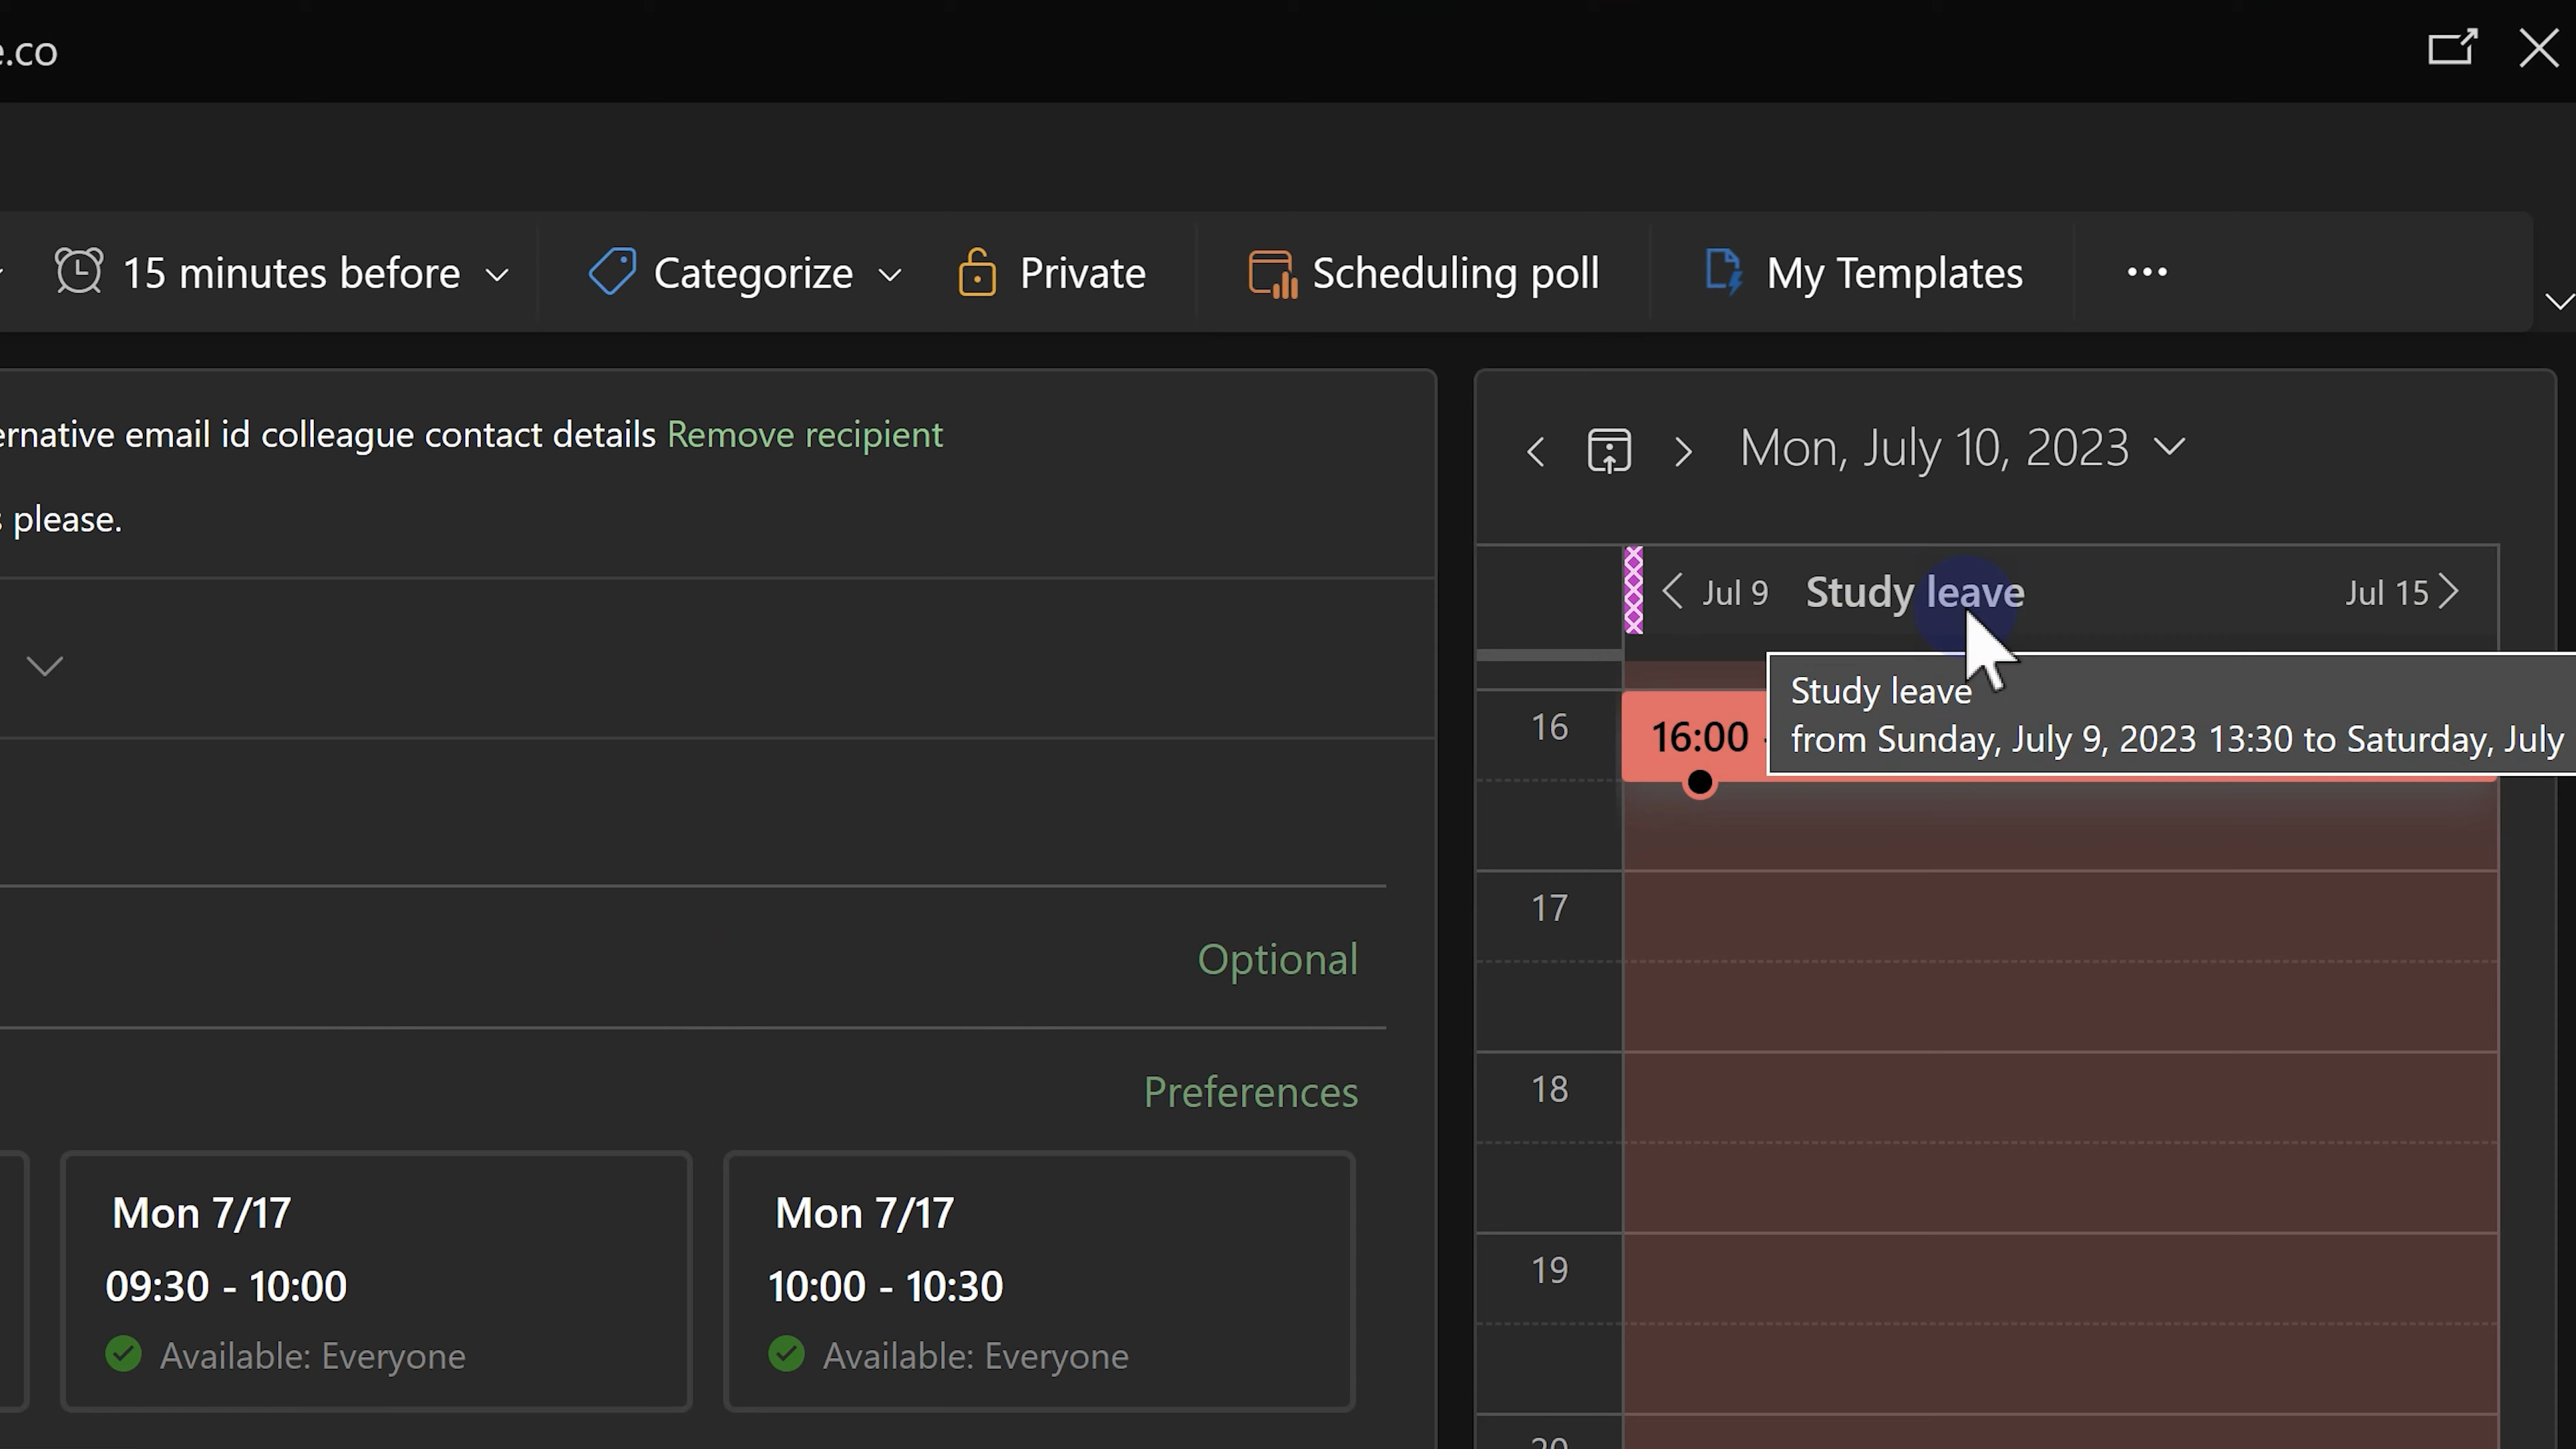 e.co
15 minutes before
Categorize
Private
Scheduling poll
My Templates
ernative email id colleague contact details Remove recipient
please.
Mon, July 10, 2023
Jul 9 Study leave Jul 15
Study leave
from Sunday, July 9, 2023 13:30 to Saturday, July
16
16:00
17
18
19
20
Optional
Preferences
Mon 7/17
09:30 - 10:00
Available: Everyone
Mon 7/17
10:00 - 10:30
Available: Everyone